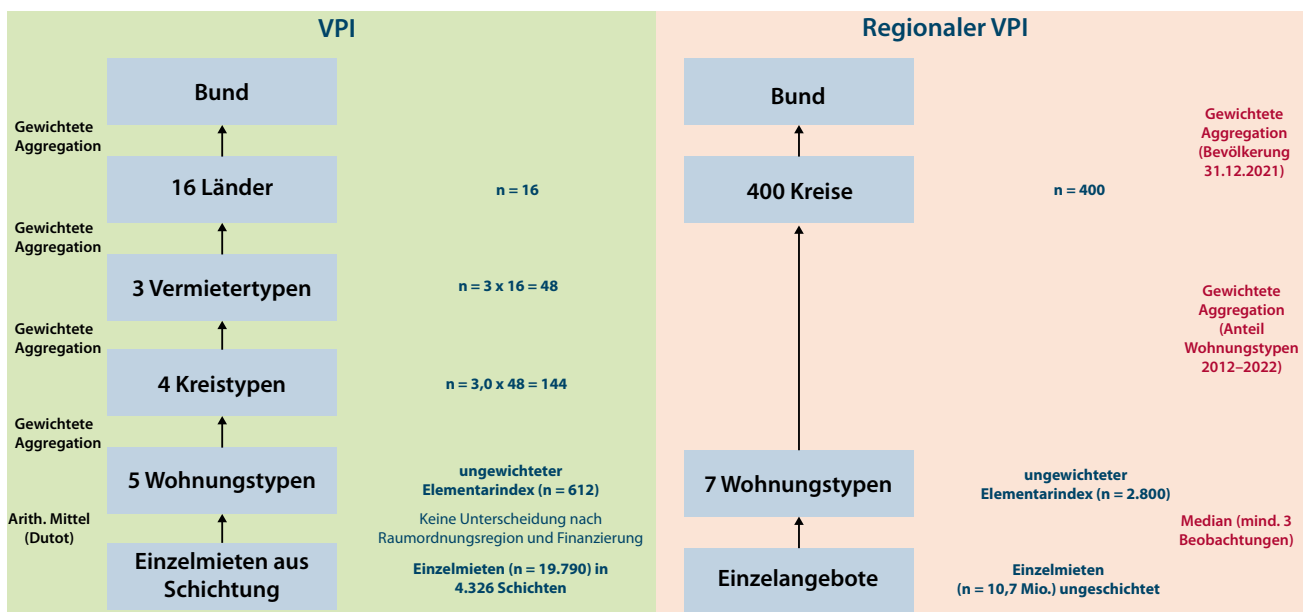 VPI
Bund
Gewichtete
Aggregation
16 Länder
n = 16
Gewichtete
Aggregation
3 Vermietertypen
n = 3 x 16 = 48
Gewichtete
Aggregation
4 Kreistypen
n = 3,0 x 48 = 144
Gewichtete
Aggregation
5 Wohnungstypen
ungewichteter
Elementarindex (n = 612)
Arith. Mittel
(Dutot)
Keine Unterscheidung nach
Raumordnungsregion und Finanzierung
Einzelmieten aus
Schichtung
Einzelmieten (n = 19.790) in
4.326 Schichten
Regionaler VPI
Bund
Gewichtete
Aggregation
(Bevölkerung
31.12.2021)
400 Kreise
n = 400
Gewichtete
Aggregation
(Anteil
Wohnungstypen
2012–2022)
7 Wohnungstypen
ungewichteter
Elementarindex (n = 2.800)
Median (mind. 3
Beobachtungen)
Einzelangebote
Einzelmieten
(n = 10,7 Mio.) ungeschichtet